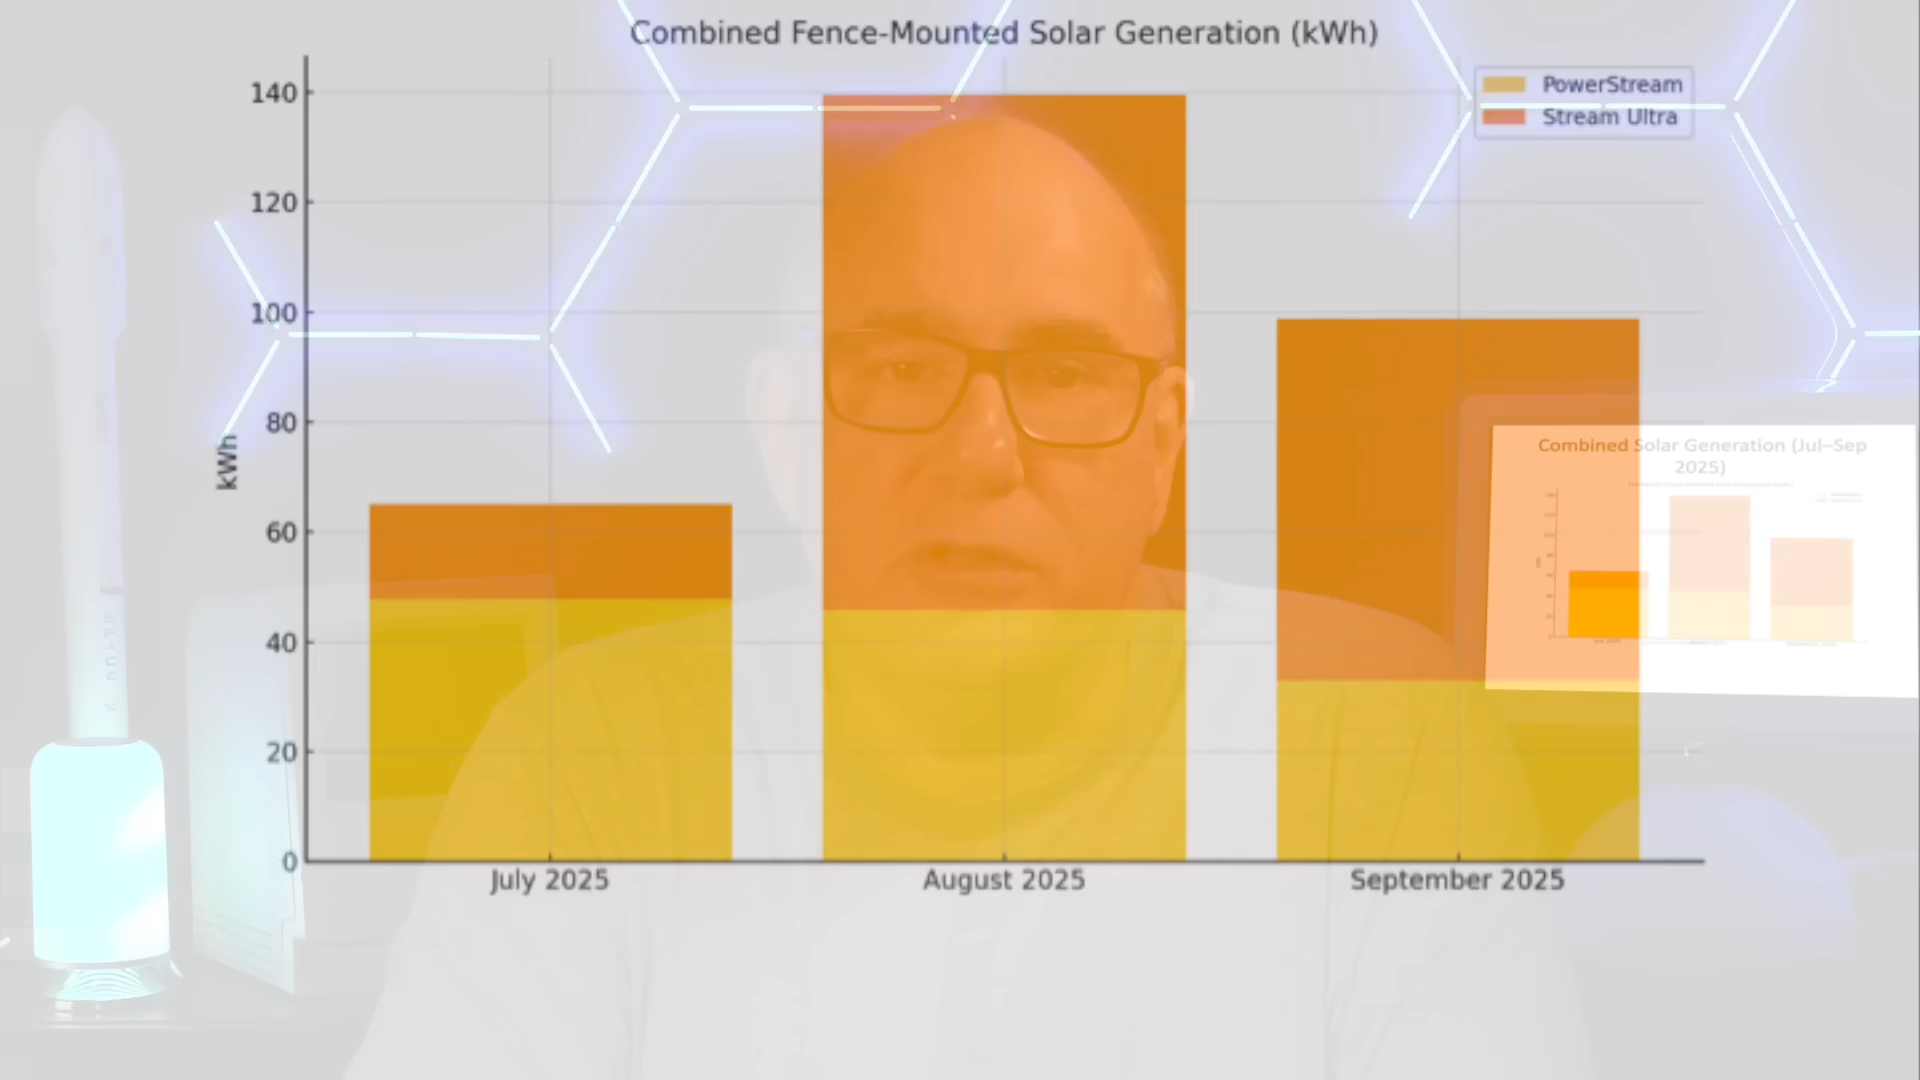 Combined Fence-Mounted Solar Generation (kWh)
PowerStream
Stream Ultra
140
120
100
80
60
40
20
0
kWh
July 2025
August 2025
September 2025
Combined Solar Generation (Jul–Sep
2025)